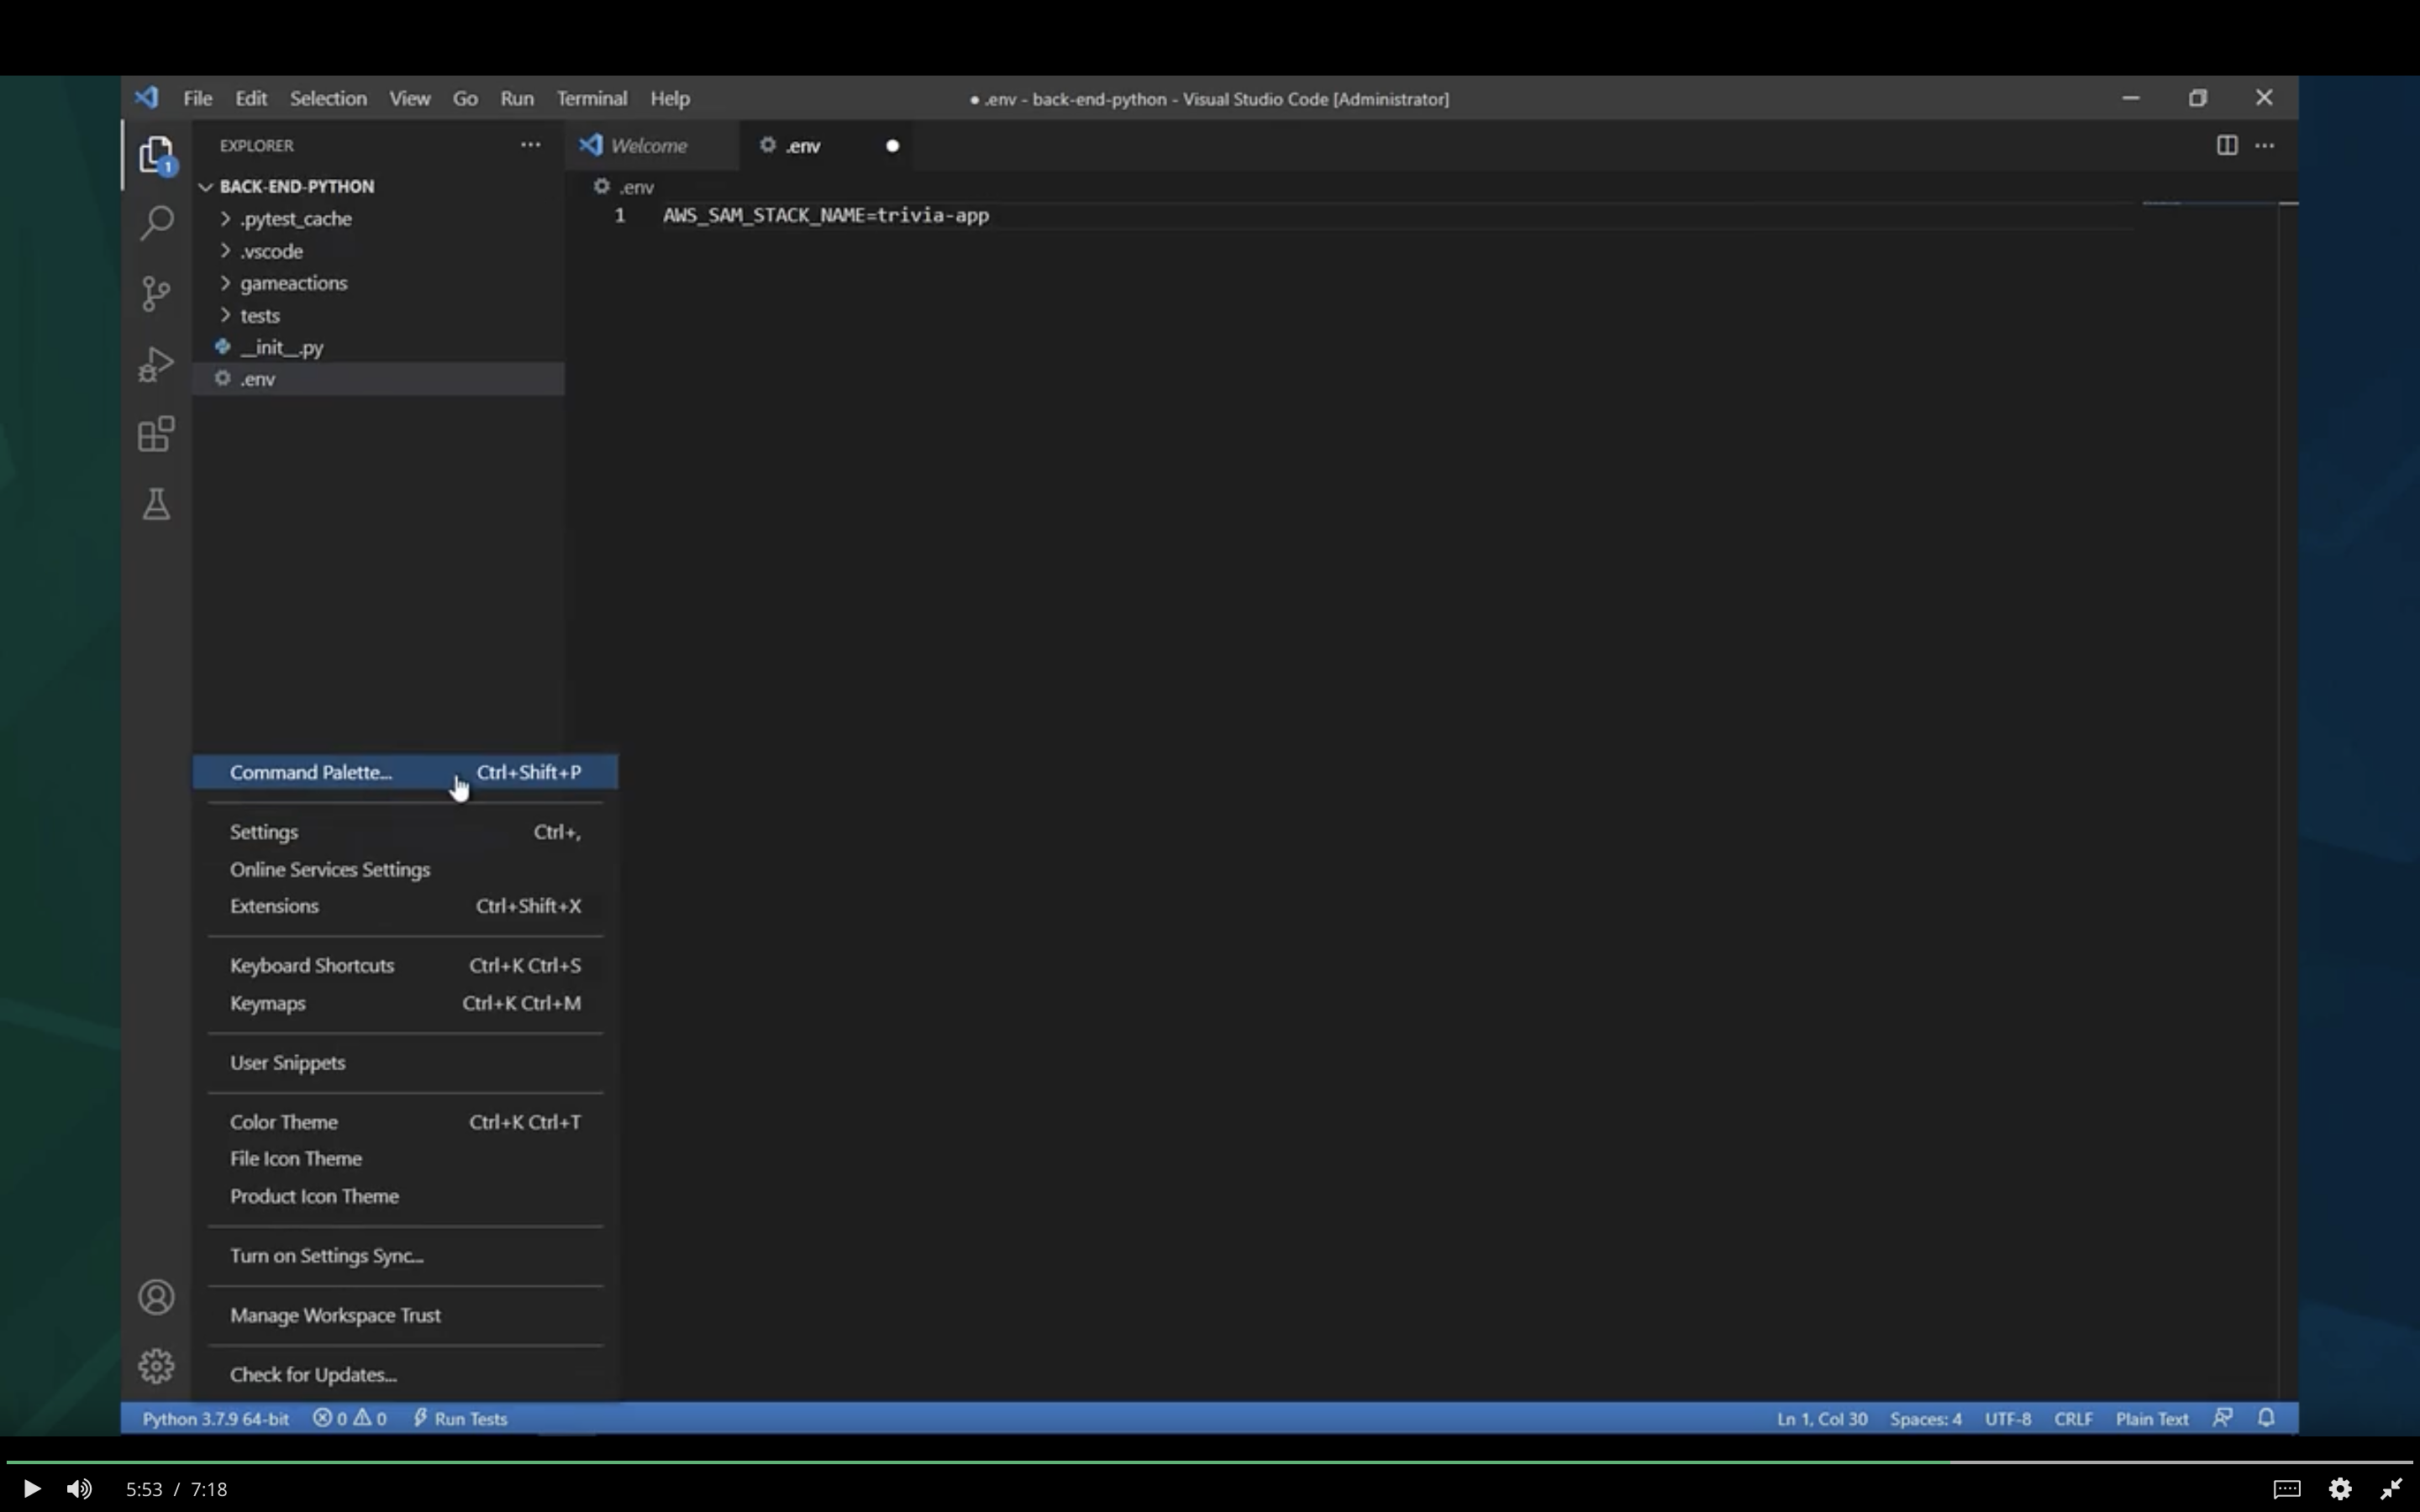 File Edit Selection View Go Run Terminal Help
● .env - back-end-python - Visual Studio Code [Administrator]
EXPLORER
Welcome
.env
1
BACK-END-PYTHON
.env
.pytest_cache
1 AWS_SAM_STACK_NAME=trivia-app
.vscode
gameactions
tests
__init__.py
.env
Command Palette... Ctrl+Shift+P
Settings Ctrl+,
Online Services Settings
Extensions Ctrl+Shift+X
Keyboard Shortcuts Ctrl+K Ctrl+S
Keymaps Ctrl+K Ctrl+M
User Snippets
Color Theme Ctrl+K Ctrl+T
File Icon Theme
Product Icon Theme
Turn on Settings Sync...
Manage Workspace Trust
Check for Updates...
Python 3.7.9 64-bit 0 0 Run Tests
Ln 1, Col 30 Spaces: 4 UTF-8 CRLF Plain Text
5:53 / 7:18